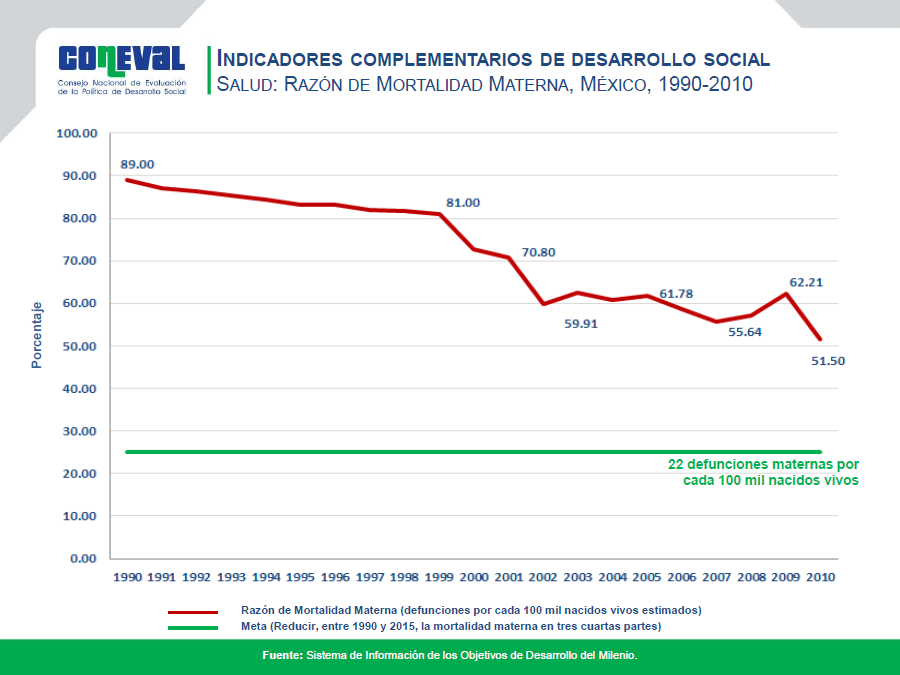 CONEVAL
Consejo Nacional de Evaluación
de la Política de Desarrollo Social
INDICADORES COMPLEMENTARIOS DE DESARROLLO SOCIAL
SALUD: RAZÓN DE MORTALIDAD MATERNA, MÉXICO, 1990-2010
100.00
90.00
80.00
70.00
60.00
50.00
40.00
30.00
20.00
10.00
0.00
Porcentaje
89.00
81.00
70.80
59.91
61.78
55.64
62.21
51.50
22 defunciones maternas por
cada 100 mil nacidos vivos
1990 1991 1992 1993 1994 1995 1996 1997 1998 1999 2000 2001 2002 2003 2004 2005 2006 2007 2008 2009 2010
Razón de Mortalidad Materna (defunciones por cada 100 mil nacidos vivos estimados)
Meta (Reducir, entre 1990 y 2015, la mortalidad materna en tres cuartas partes)
Fuente: Sistema de Información de los Objetivos de Desarrollo del Milenio.